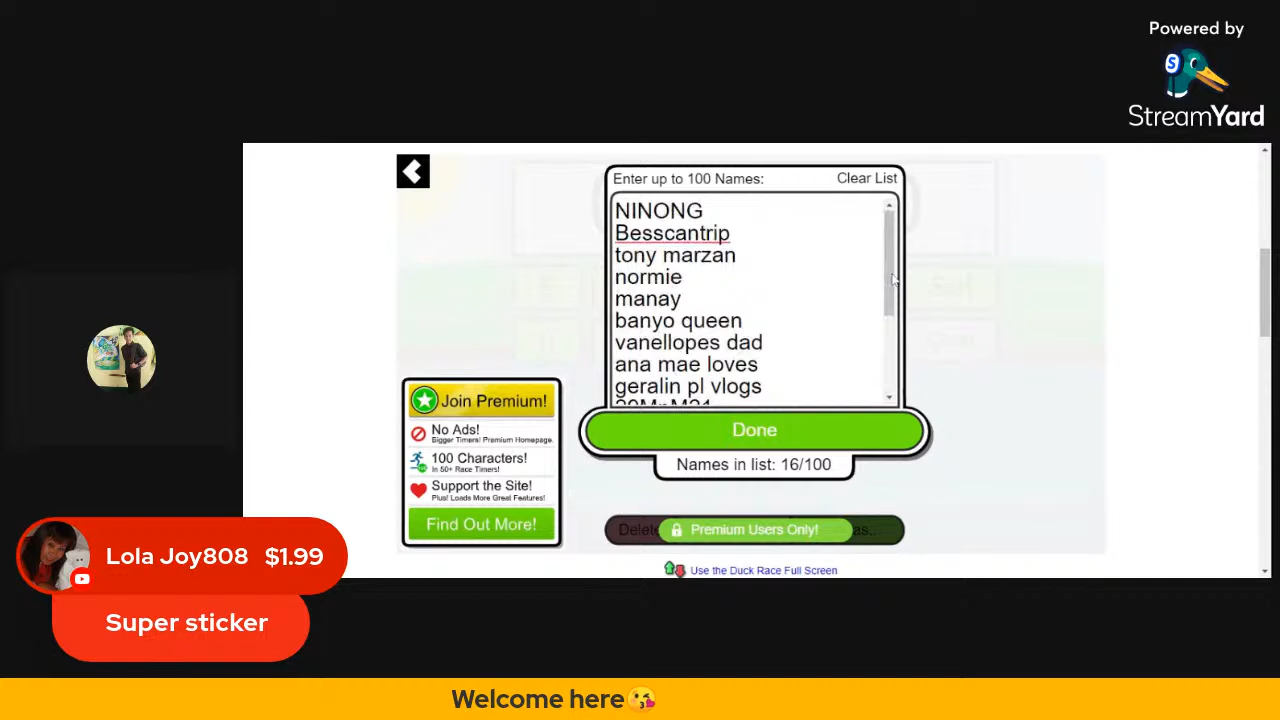 Powered by
StreamYard
Enter up to 100 Names:
Clear List
NINONG
Besscantrip
tony marzan
normie
manay
banyo queen
vanellopes dad
ana mae loves
geralin pl vlogs
Done
Names in list: 16/100
Join Premium!
No Ads!
Bigger Timers! Premium Homepage.
100 Characters!
In 50+ Race Timers!
Support the Site!
Plus! Loads More Great Features!
Find Out More!
Delete
Premium Users Only!
Use the Duck Race Full Screen
Lola Joy808 $1.99
Super sticker
Welcome here😘